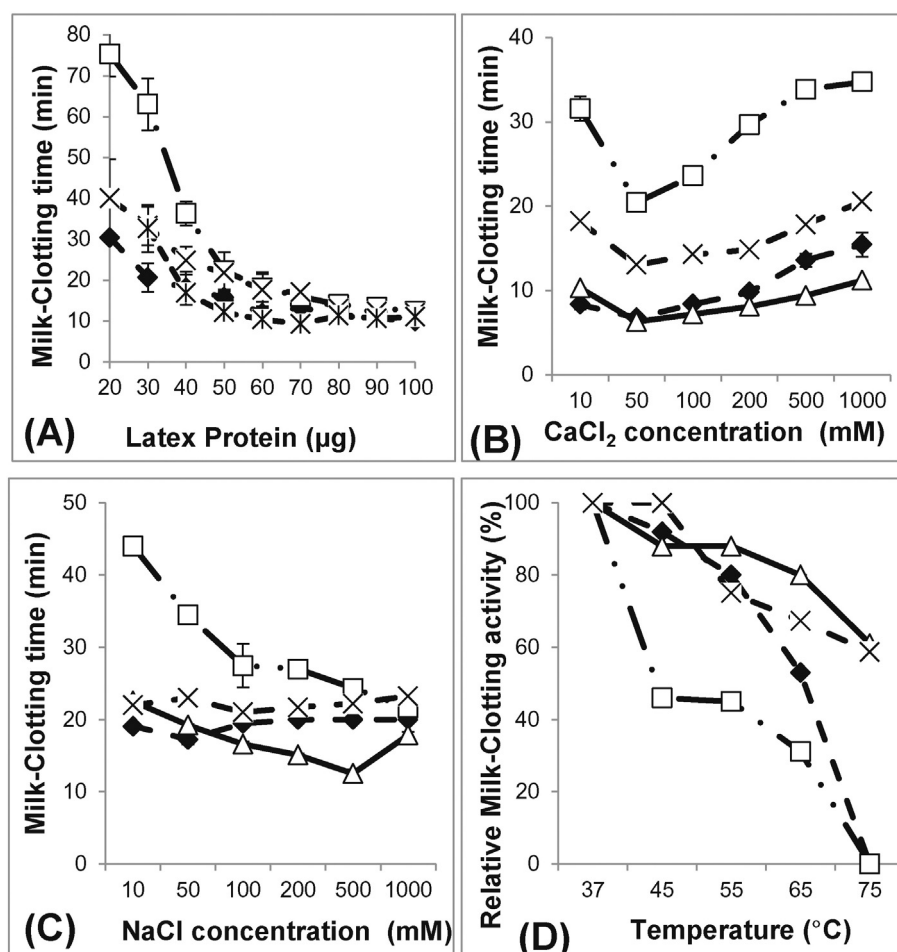 Milk-Clotting time (min)
80
70
60
50
40
30
20
10
0
20 30 40 50 60 70 80 90 100
(A)
Latex Protein (µg)
Milk-Clotting time (min)
40
30
20
10
0
10 50 100 200 500 1000
(B)
CaCl₂ concentration (mM)
Milk-Clotting time (min)
50
40
30
20
10
0
10 50 100 200 500 1000
(C)
NaCl concentration (mM)
Relative Milk-Clotting activity (%)
100
80
60
40
20
0
37 45 55 65 75
(D)
Temperature (°C)